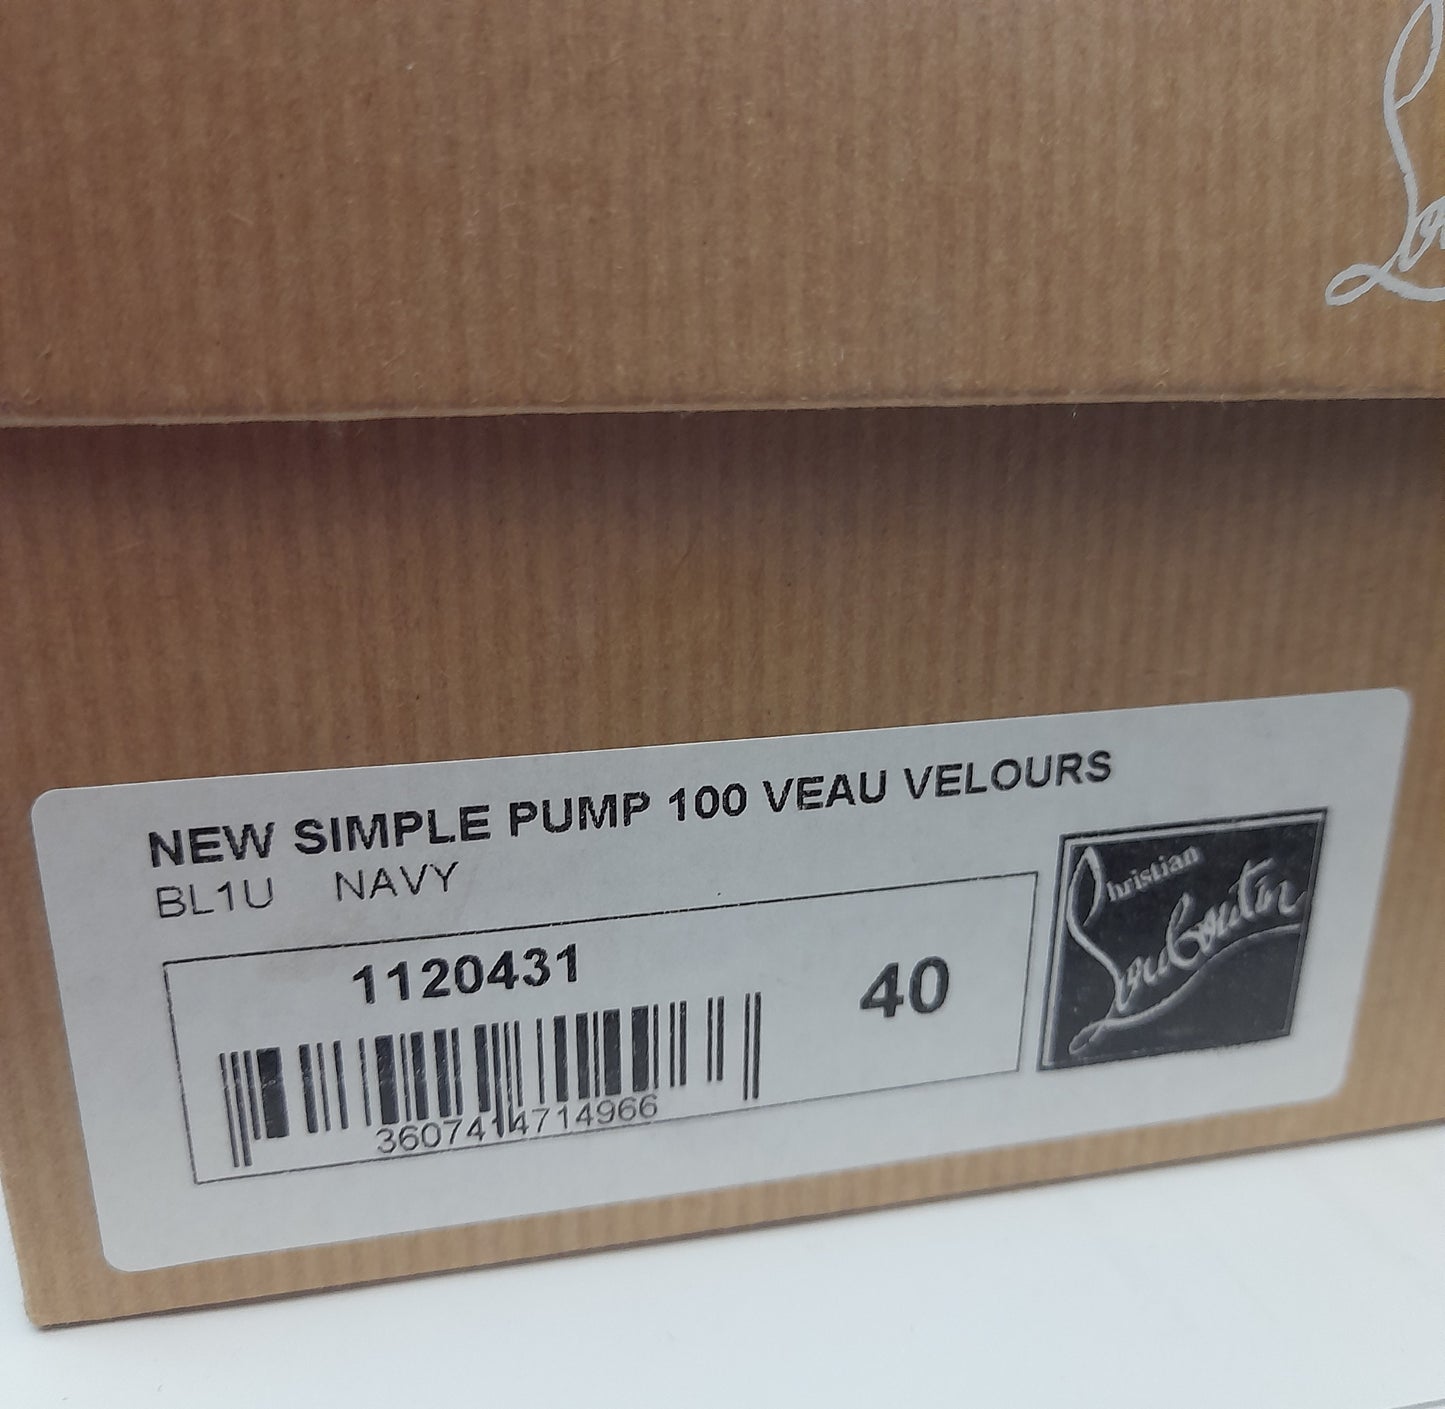 NEW SIMPLE PUMP 100 VEAU VELOURS
BL1U NAVY
1120431
40
3607414714966
Christian
Louboutin